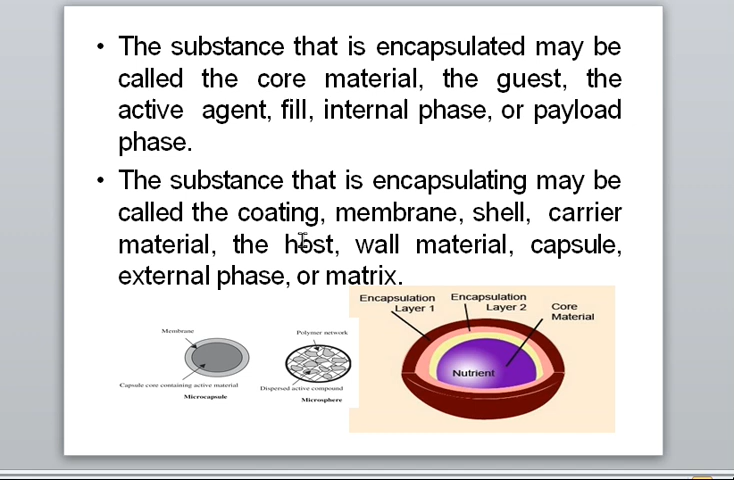 • The substance that is encapsulated may be
called the core material, the guest, the
active agent, fill, internal phase, or payload
phase.
• The substance that is encapsulating may be
called the coating, membrane, shell, carrier
material, the host, wall material, capsule,
external phase, or matrix.
Membrane
Capsule core containing active material
Microcapsule
Polymer network
Dispersed active compound
Microsphere
Encapsulation
Layer 1
Encapsulation
Layer 2
Core
Material
Nutrient